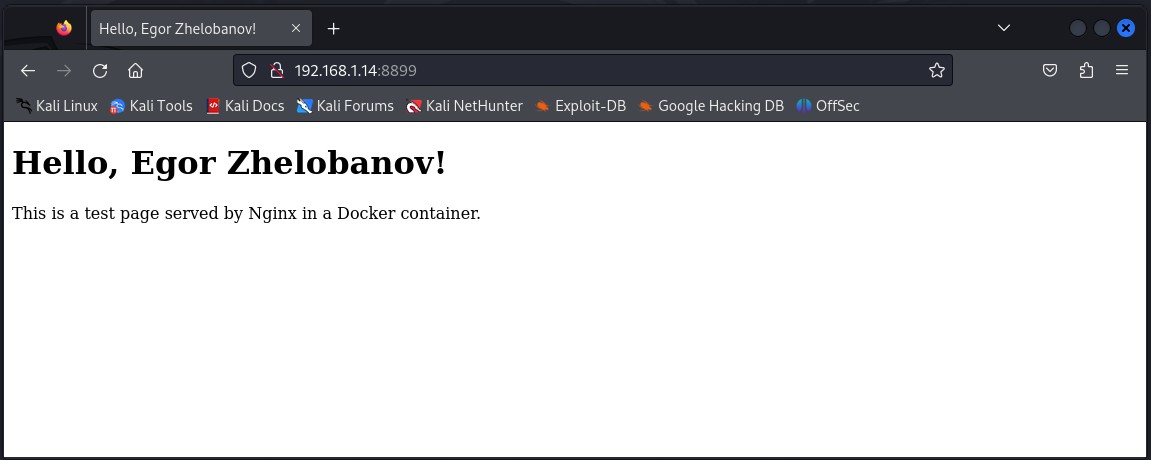 Hello, Egor Zhelobanov!
192.168.1.14:8899
Kali Linux Kali Tools Kali Docs Kali Forums Kali NetHunter Exploit-DB Google Hacking DB OffSec
Hello, Egor Zhelobanov!
This is a test page served by Nginx in a Docker container.